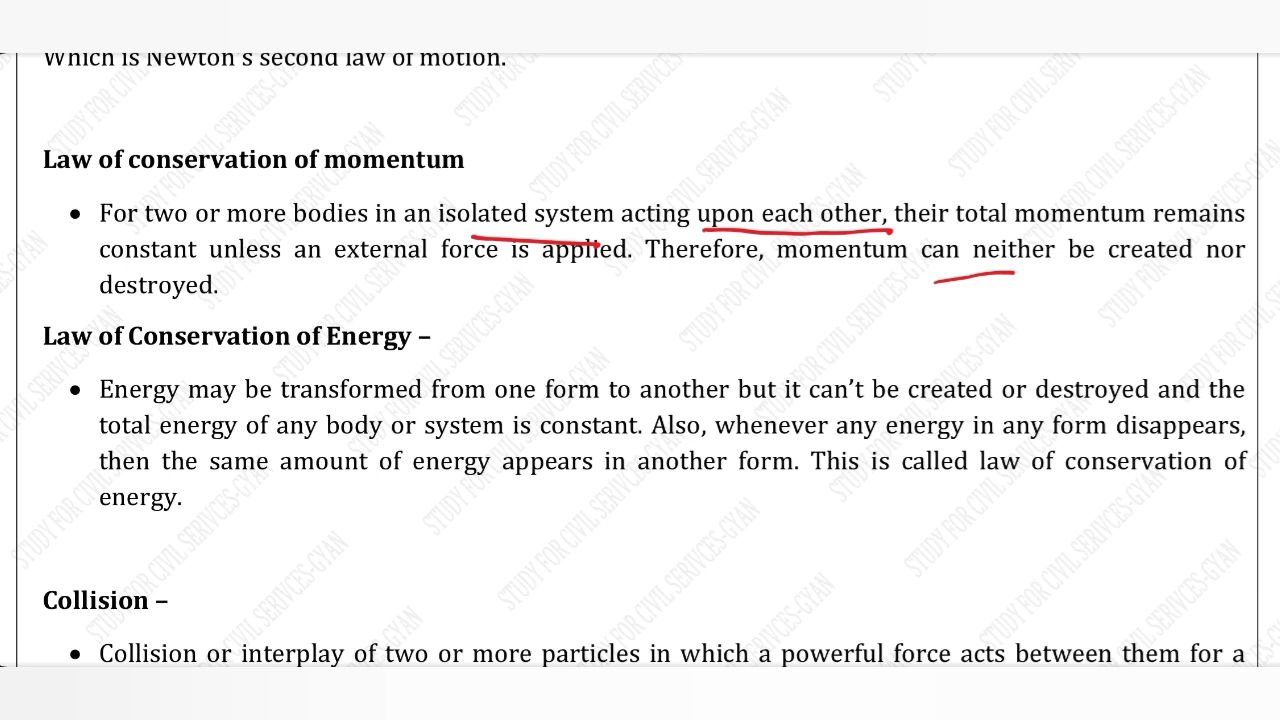 Which is Newton's second law of motion.
Law of conservation of momentum
• For two or more bodies in an isolated system acting upon each other, their total momentum remains
constant unless an external force is applied. Therefore, momentum can neither be created nor
destroyed.
Law of Conservation of Energy –
• Energy may be transformed from one form to another but it can't be created or destroyed and the
total energy of any body or system is constant. Also, whenever any energy in any form disappears,
then the same amount of energy appears in another form. This is called law of conservation of
energy.
Collision –
• Collision or interplay of two or more particles in which a powerful force acts between them for a
STUDY FOR CIVIL SERIVCES-GYAN